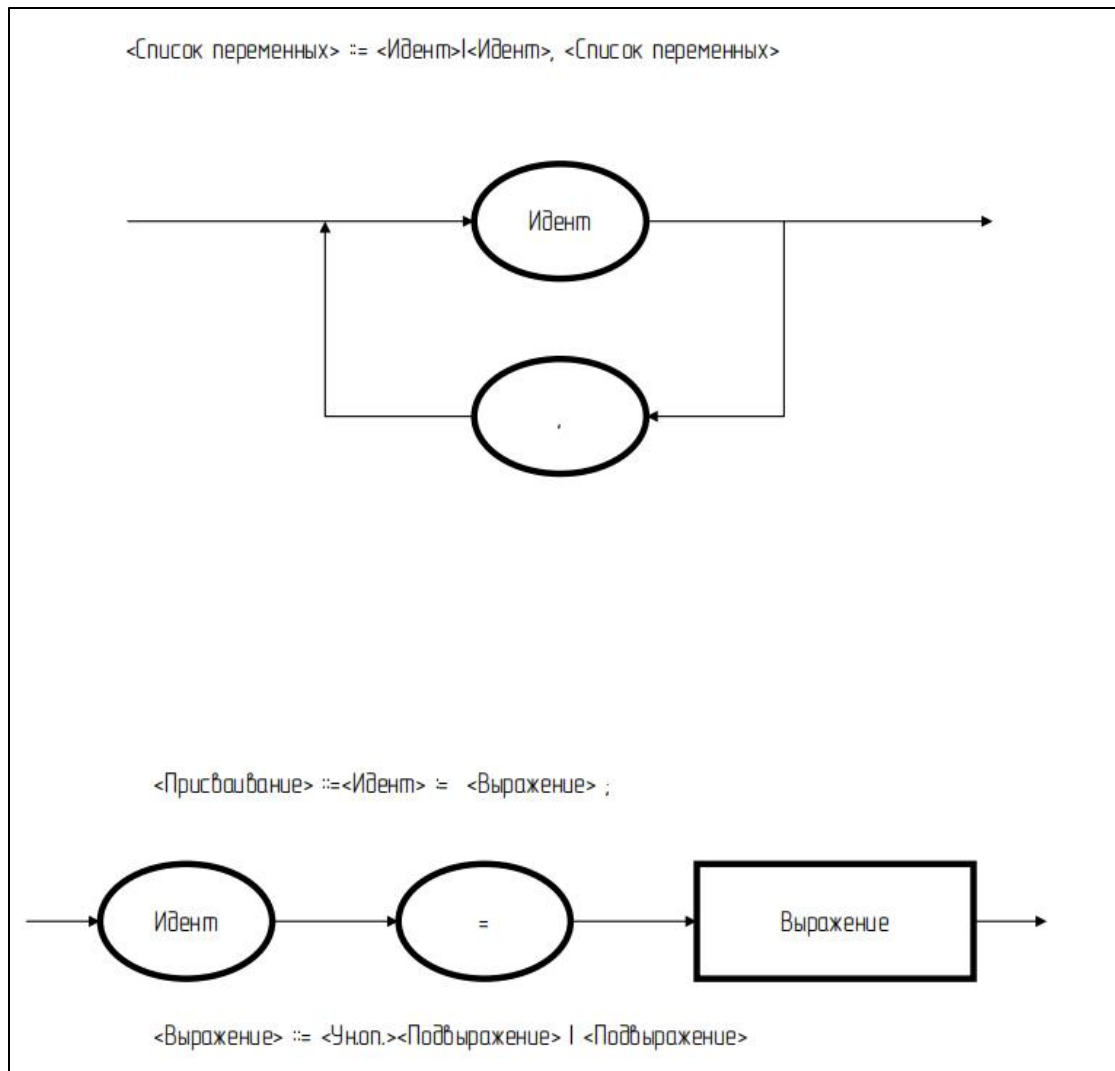 <Список переменных> ::= <Идент>|<Идент>, <Список переменных>
Идент
,
<Присваивание> ::=<Идент> := <Выражение> ;
Идент
=
Выражение
<Выражение> ::= <Ун.оп.><Подвыражение> | <Подвыражение>